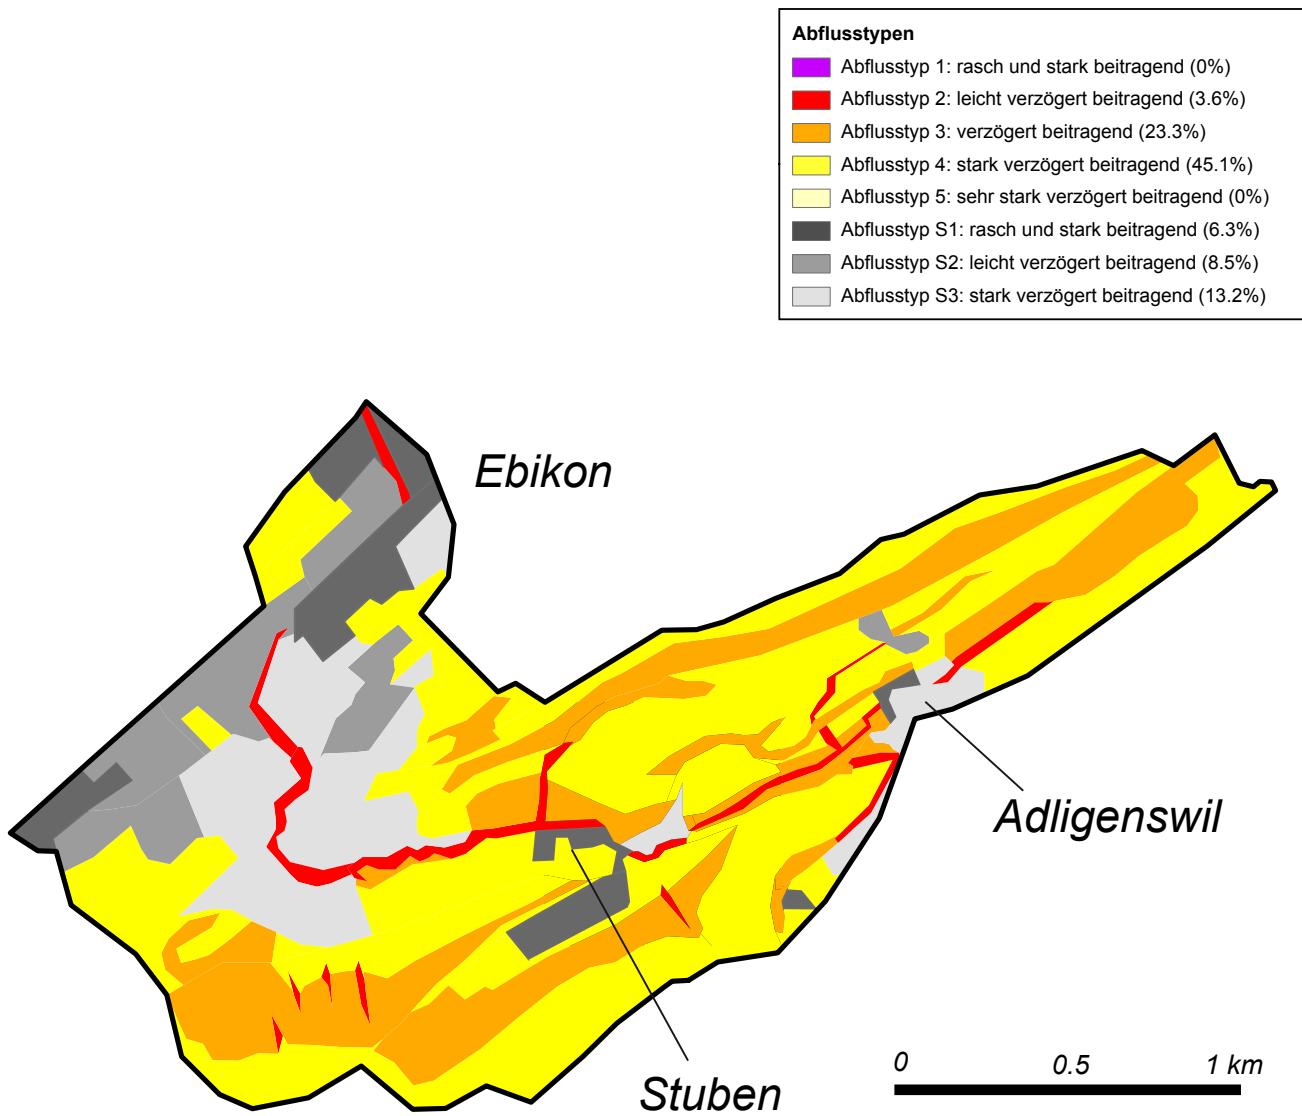 Abflusstypen
Abflusstyp 1: rasch und stark beitragend (0%)
Abflusstyp 2: leicht verzögert beitragend (3.6%)
Abflusstyp 3: verzögert beitragend (23.3%)
Abflusstyp 4: stark verzögert beitragend (45.1%)
Abflusstyp 5: sehr stark verzögert beitragend (0%)
Abflusstyp S1: rasch und stark beitragend (6.3%)
Abflusstyp S2: leicht verzögert beitragend (8.5%)
Abflusstyp S3: stark verzögert beitragend (13.2%)
Ebikon
Adligenswil
Stuben
0 0.5 1 km